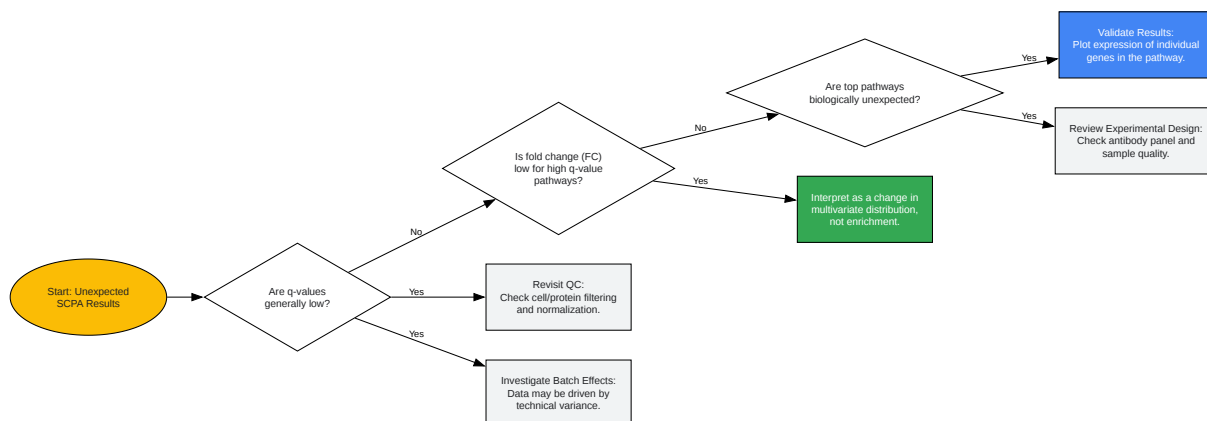 Start: Unexpected
SCPA Results
Are q-values
generally low?
No
Yes
Yes
Revisit QC:
Check cell/protein filtering
and normalization.
Investigate Batch Effects:
Data may be driven by
technical variance.
Is fold change (FC)
low for high q-value
pathways?
No
Yes
Interpret as a change in
multivariate distribution,
not enrichment.
Are top pathways
biologically unexpected?
Yes
Yes
Validate Results:
Plot expression of individual
genes in the pathway.
Review Experimental Design:
Check antibody panel and
sample quality.